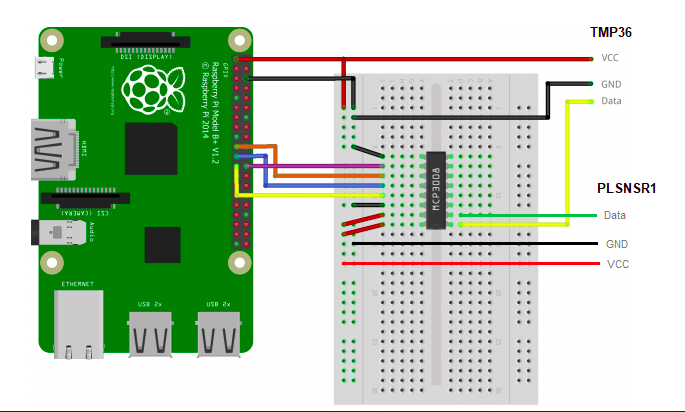 TMP36
VCC
GND
Data
PLSNSR1
Data
GND
VCC
DSI (DISPLAY)
Power
GPIO
Raspberry Pi Model B+ V1.2
© Raspberry Pi 2014
HDMI
CSI (CAMERA)
Audio
ETHERNET
USB 2x
USB 2x
MCP3008